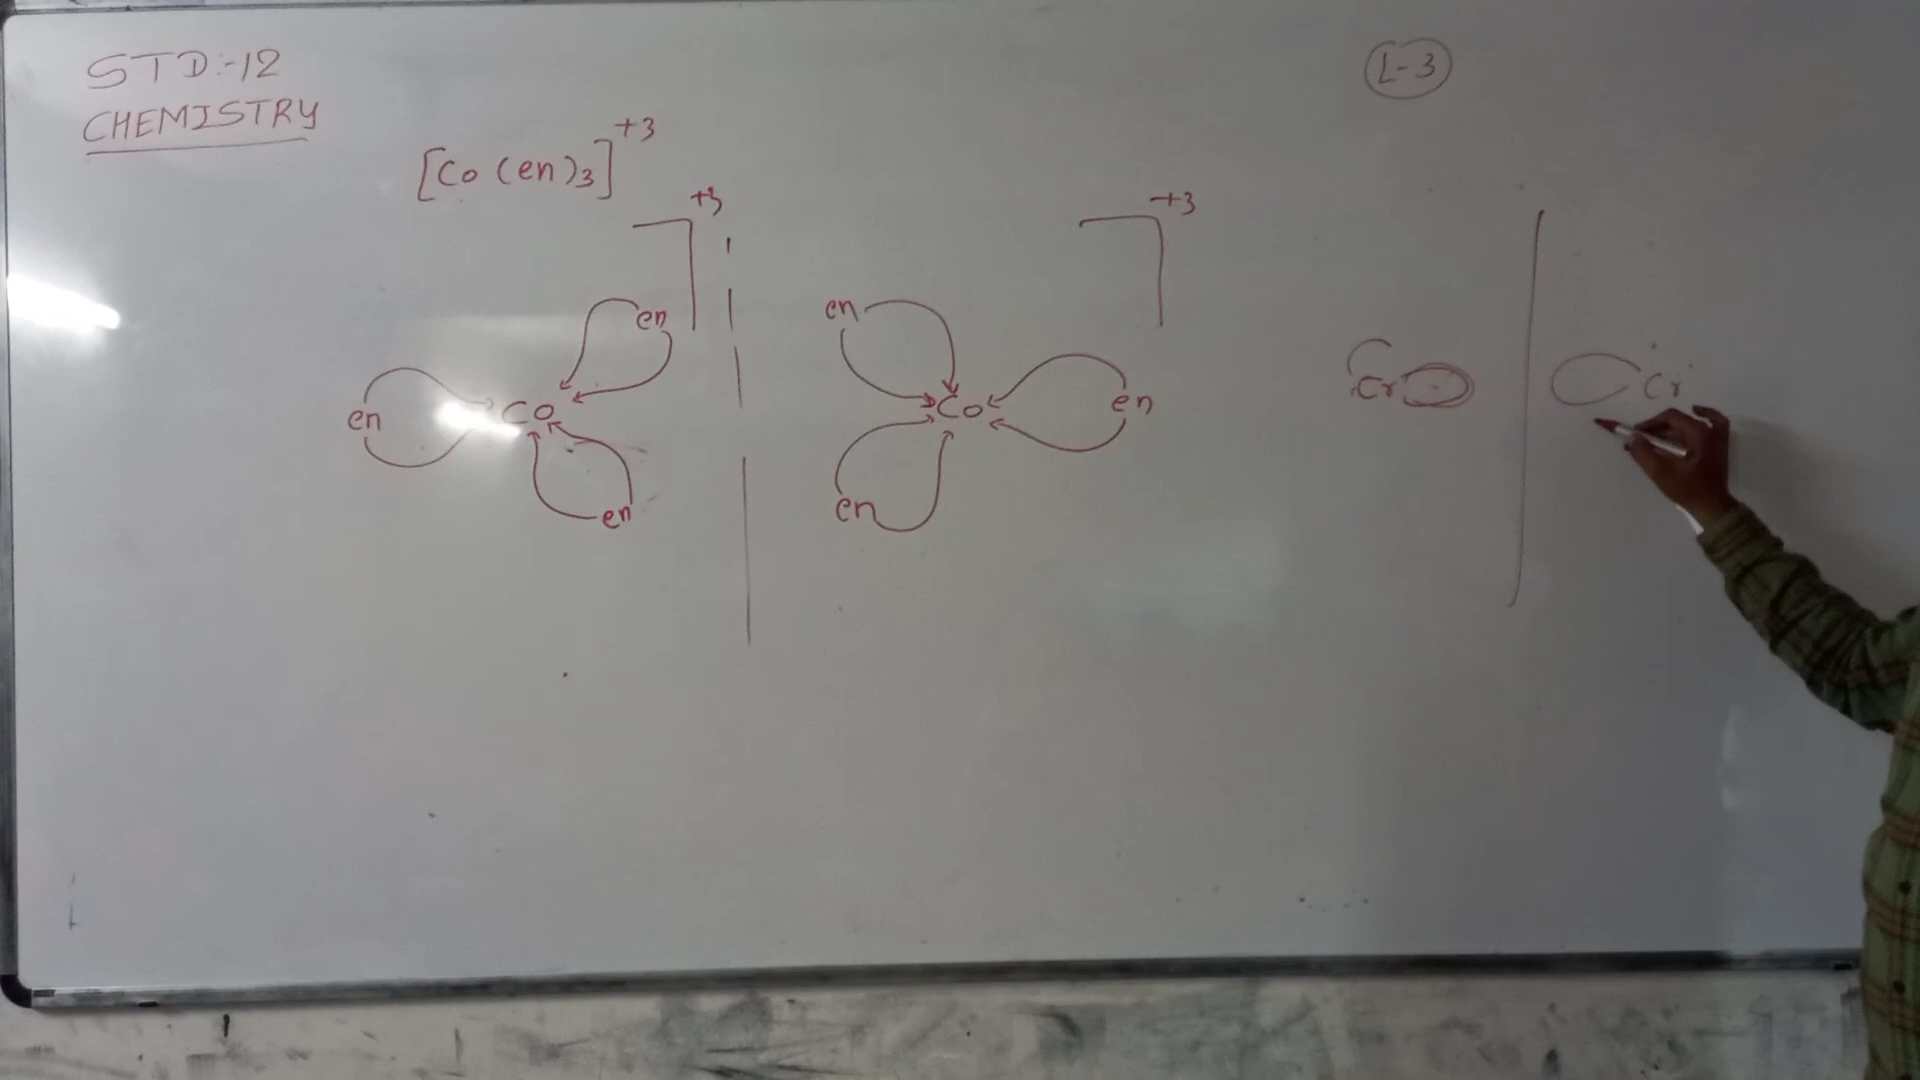 STD:-12
CHEMISTRY
L-3
[Co(en)3]+3
+3
+3
en
en
Co
en
en
Co
en
en
Cr
Cr